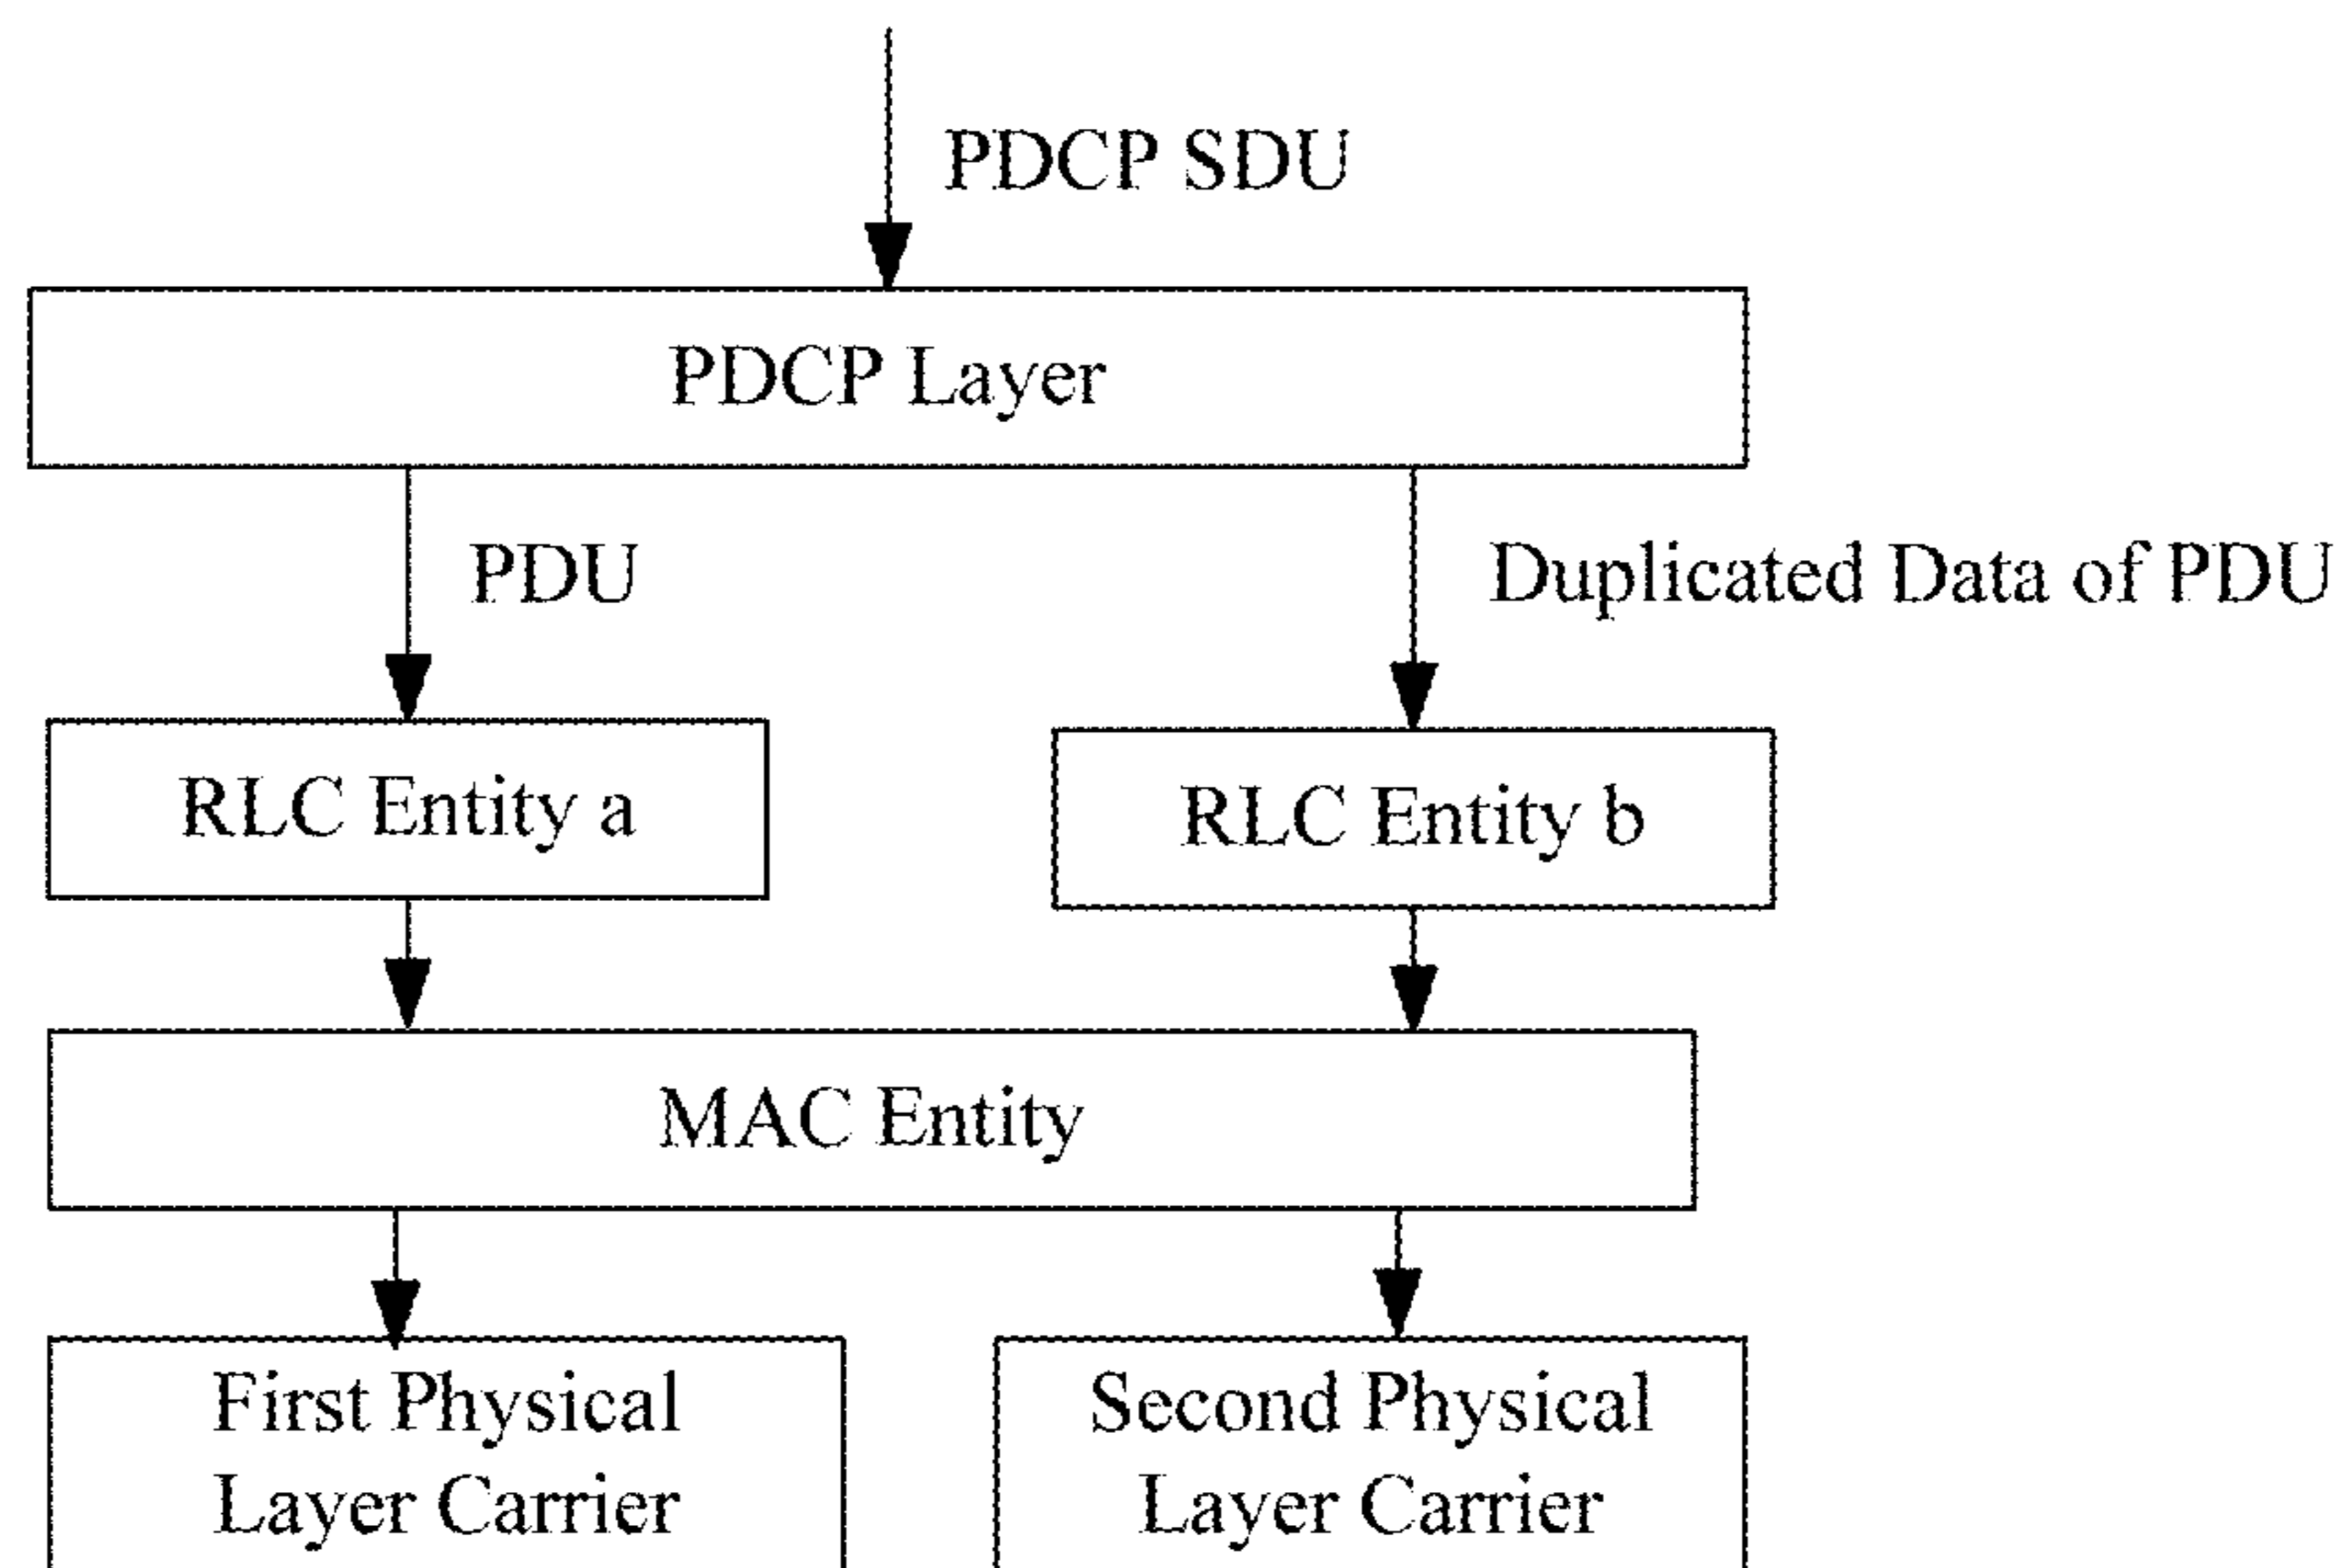 PDCP SDU
PDCP Layer
PDU
Duplicated Data of PDU
RLC Entity a
RLC Entity b
MAC Entity
First Physical
Layer Carrier
Second Physical
Layer Carrier